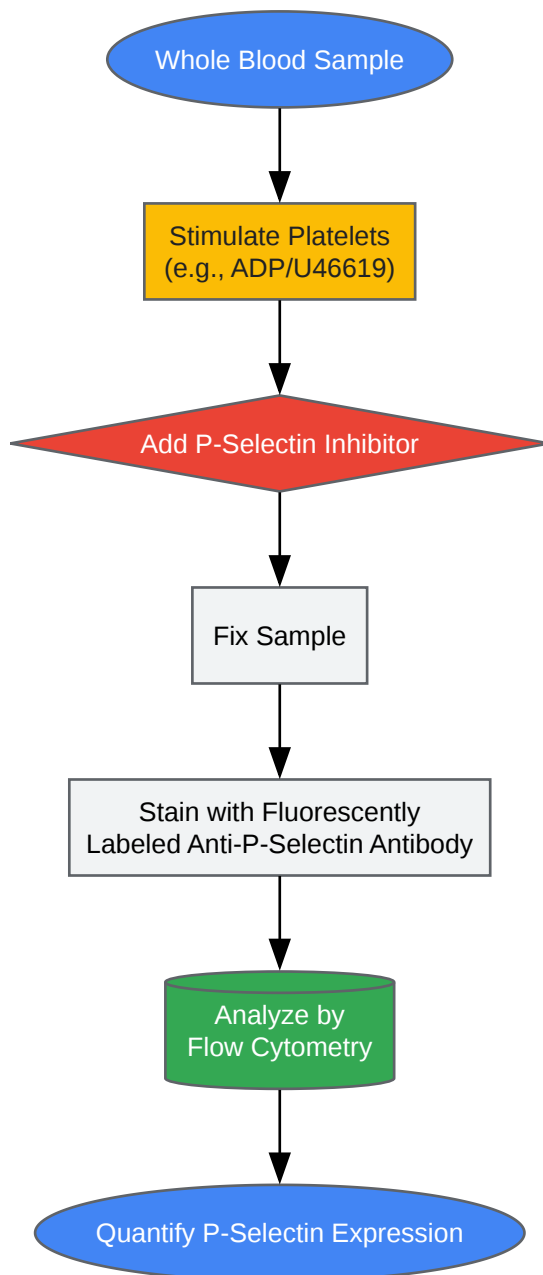 Whole Blood Sample
Stimulate Platelets
(e.g., ADP/U46619)
Add P-Selectin Inhibitor
Fix Sample
Stain with Fluorescently
Labeled Anti-P-Selectin Antibody
Analyze by
Flow Cytometry
Quantify P-Selectin Expression